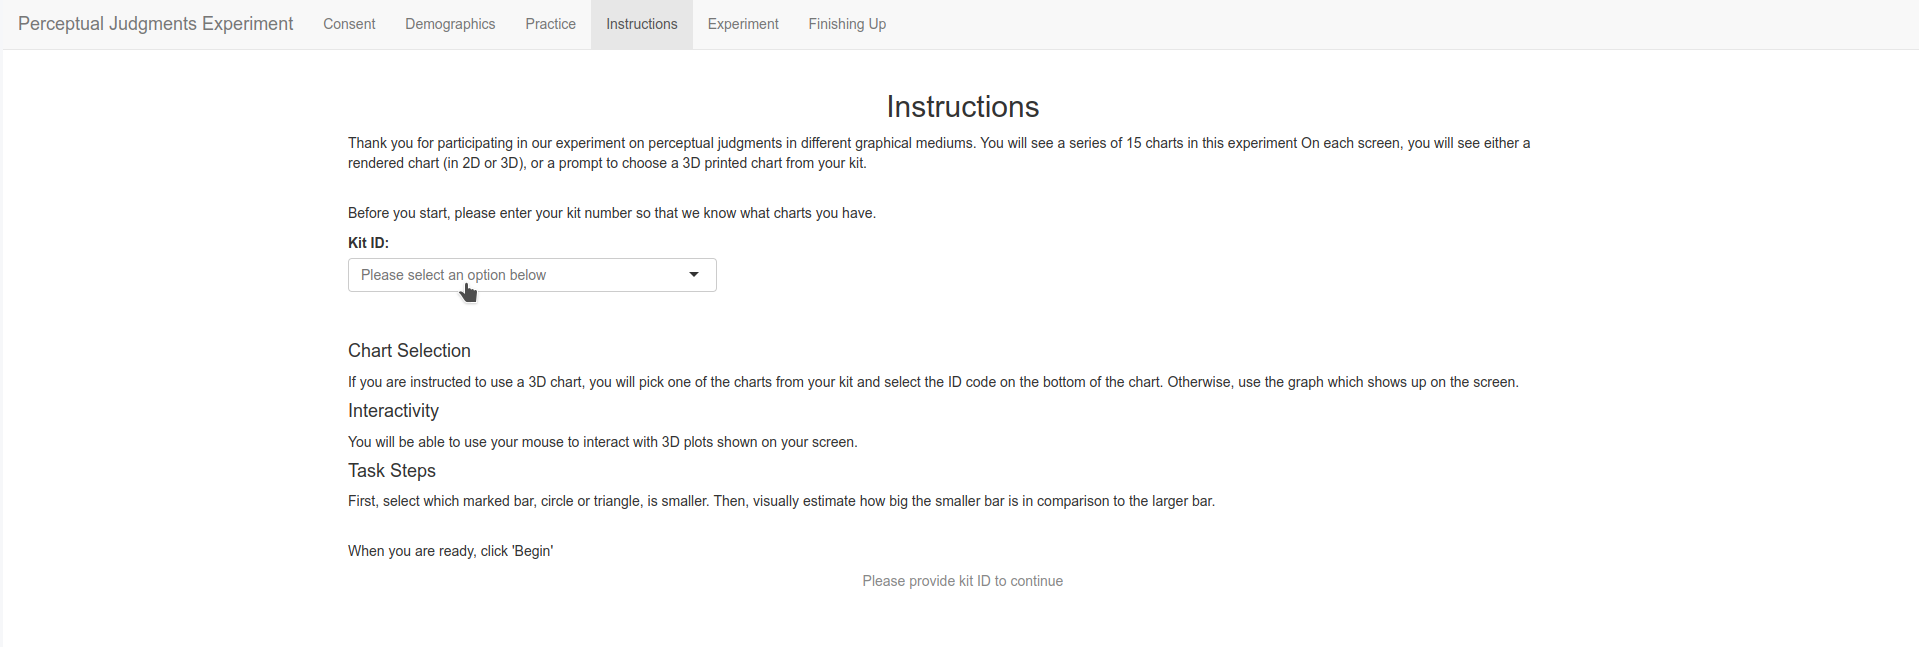 Perceptual Judgments Experiment Consent Demographics Practice Instructions Experiment Finishing Up
Instructions
Thank you for participating in our experiment on perceptual judgments in different graphical mediums. You will see a series of 15 charts in this experiment On each screen, you will see either a
rendered chart (in 2D or 3D), or a prompt to choose a 3D printed chart from your kit.
Before you start, please enter your kit number so that we know what charts you have.
Kit ID:
Please select an option below
Chart Selection
If you are instructed to use a 3D chart, you will pick one of the charts from your kit and select the ID code on the bottom of the chart. Otherwise, use the graph which shows up on the screen.
Interactivity
You will be able to use your mouse to interact with 3D plots shown on your screen.
Task Steps
First, select which marked bar, circle or triangle, is smaller. Then, visually estimate how big the smaller bar is in comparison to the larger bar.
When you are ready, click 'Begin'
Please provide kit ID to continue